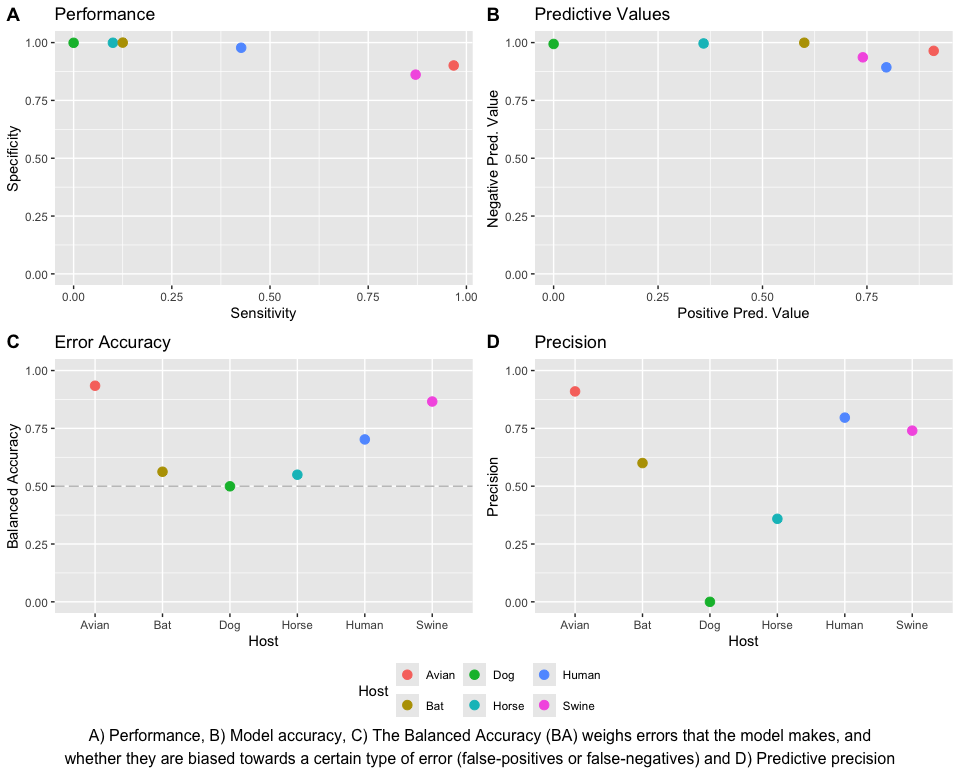 A Performance
1.00
0.75
0.50
0.25
0.00
Specificity
0.00 0.25 0.50 0.75 1.00
Sensitivity
B Predictive Values
1.00
0.75
0.50
0.25
0.00
Negative Pred. Value
0.00 0.25 0.50 0.75
Positive Pred. Value
C Error Accuracy
1.00
0.75
0.50
0.25
0.00
Balanced Accuracy
Avian Bat Dog Horse Human Swine
Host
D Precision
1.00
0.75
0.50
0.25
0.00
Precision
Avian Bat Dog Horse Human Swine
Host
Host
Avian Dog Human
Bat Horse Swine
A) Performance, B) Model accuracy, C) The Balanced Accuracy (BA) weighs errors that the model makes, and
whether they are biased towards a certain type of error (false-positives or false-negatives) and D) Predictive precision